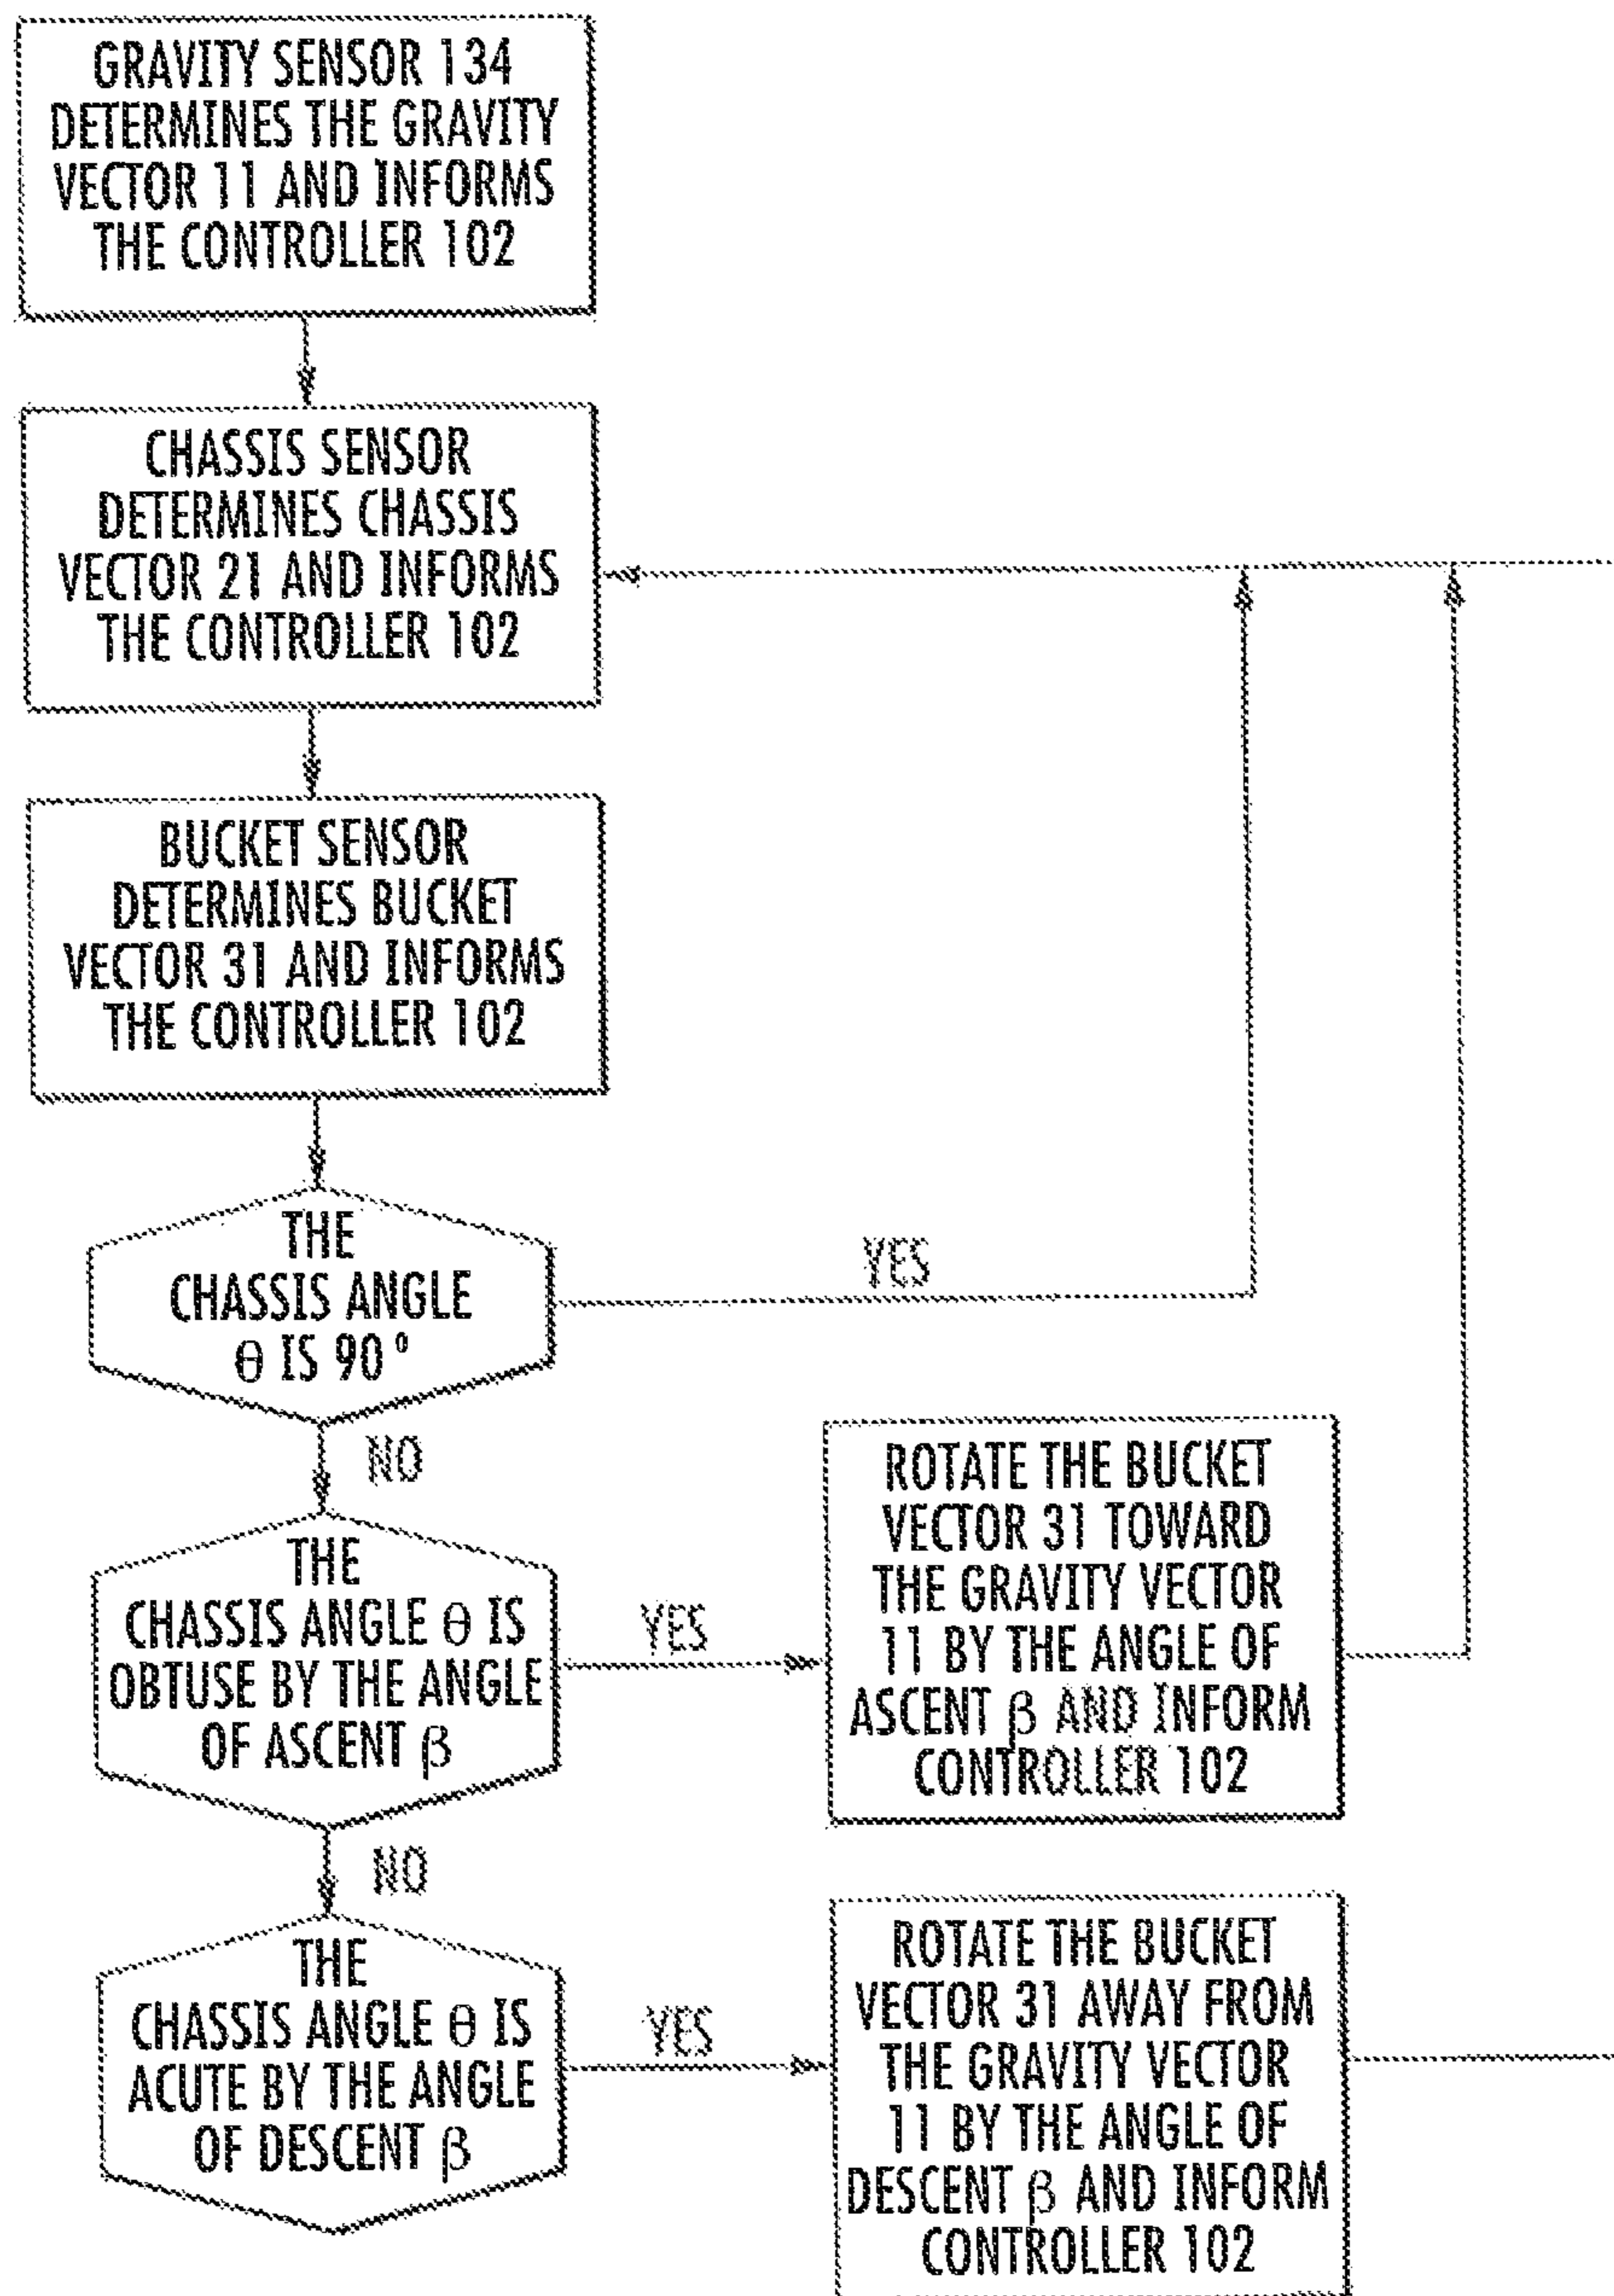 GRAVITY SENSOR 134
DETERMINES THE GRAVITY
VECTOR 11 AND INFORMS
THE CONTROLLER 102
CHASSIS SENSOR
DETERMINES CHASSIS
VECTOR 21 AND INFORMS
THE CONTROLLER 102
BUCKET SENSOR
DETERMINES BUCKET
VECTOR 31 AND INFORMS
THE CONTROLLER 102
THE
CHASSIS ANGLE
θ IS 90°
YES
NO
THE
CHASSIS ANGLE θ IS
OBTUSE BY THE ANGLE
OF ASCENT β
YES
ROTATE THE BUCKET
VECTOR 31 TOWARD
THE GRAVITY VECTOR
11 BY THE ANGLE OF
ASCENT β AND INFORM
CONTROLLER 102
NO
THE
CHASSIS ANGLE θ IS
ACUTE BY THE ANGLE
OF DESCENT β
YES
ROTATE THE BUCKET
VECTOR 31 AWAY FROM
THE GRAVITY VECTOR
11 BY THE ANGLE OF
DESCENT β AND INFORM
CONTROLLER 102